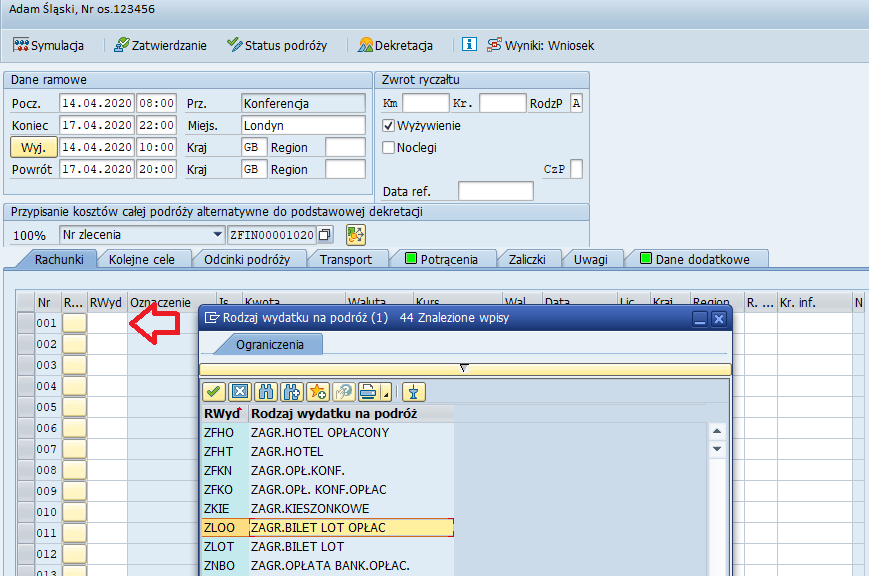 Adam Śląski, Nr os.123456
Symulacja Zatwierdzanie Status podróży Dekretacja Wyniki: Wniosek
Dane ramowe Zwrot ryczałtu
Pocz. 14.04.2020 08:00 Prz. Konferencja Km Kr. RodzP A
Koniec 17.04.2020 22:00 Miejs. Londyn Wyżywienie
Wyj. 14.04.2020 10:00 Kraj GB Region Noclegi
Powrót 17.04.2020 20:00 Kraj GB Region CzP
Data ref.
Przypisanie kosztów całej podróży alternatywne do podstawowej dekretacji
100% Nr zlecenia ZFIN00001020
Rachunki Kolejne cele Odcinki podróży Transport Potrącenia Zaliczki Uwagi Dane dodatkowe
Nr R... RWyd Oznaczenie Is Kwota Waluta Kurs Wal Data Lic Kraj Region R. ... Kr. inf. N
001
002
003
004
005
006
007
008
009
010
011
012
013
Rodzaj wydatku na podróż (1) 44 Znalezione wpisy
Ograniczenia
RWyd Rodzaj wydatku na podróż
ZFHO ZAGR.HOTEL OPŁACONY
ZFHT ZAGR.HOTEL
ZFKN ZAGR.OPŁ.KONF.
ZFKO ZAGR.OPŁ. KONF.OPŁAC
ZKIE ZAGR.KIESZONKOWE
ZLOO ZAGR.BILET LOT OPŁAC
ZLOT ZAGR.BILET LOT
ZNBO ZAGR.OPŁATA BANK.OPŁAC.